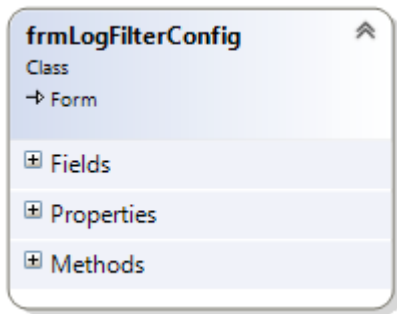 frmLogFilterConfig
Class
Form
Fields
Properties
Methods